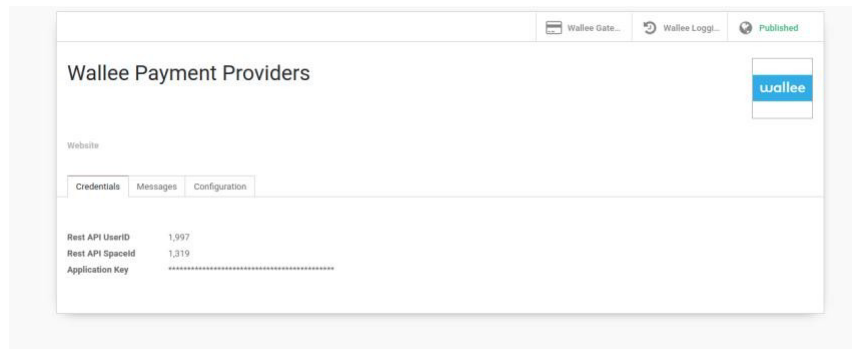 Wallee Gate...
Wallee Loggi...
Published
Wallee Payment Providers
wallee
Website
Credentials
Messages
Configuration
Rest API UserID 1,997
Rest API SpaceId 1,319
Application Key ********************************************